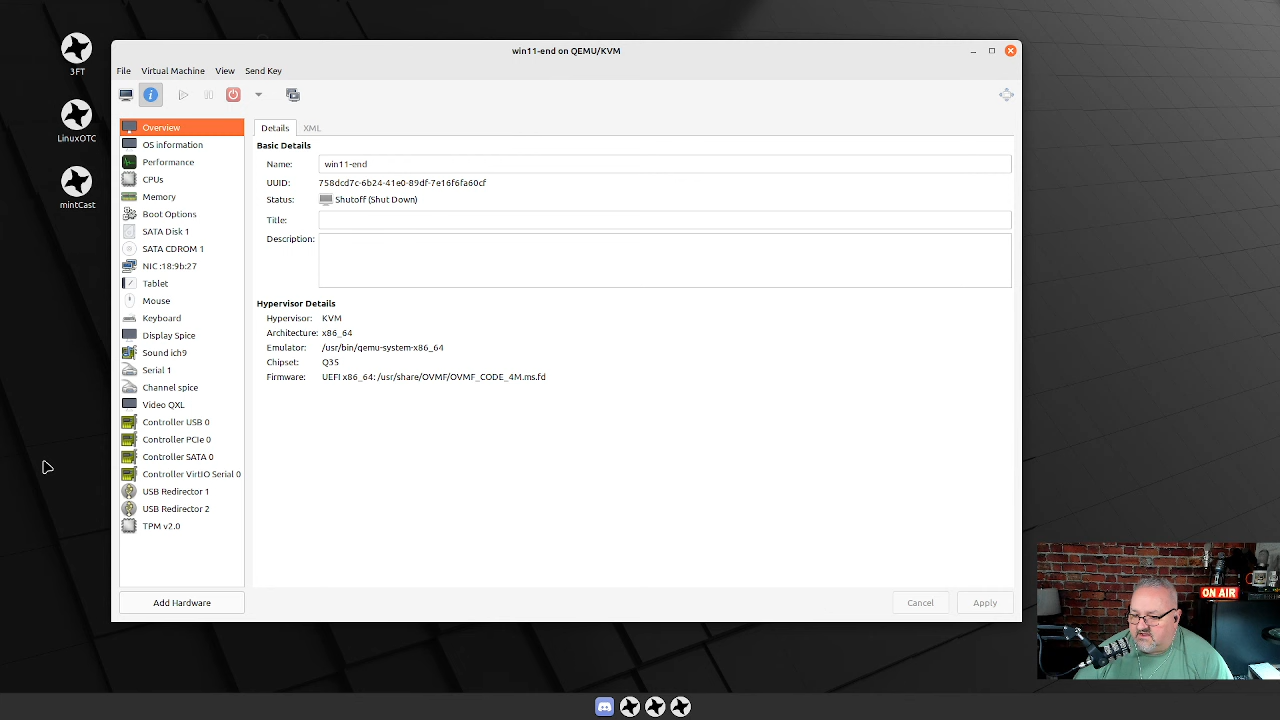 win11-end on QEMU/KVM
File Virtual Machine View Send Key
3FT
LinuxOTC
mintCast
Overview
OS information
Performance
CPUs
Memory
Boot Options
SATA Disk 1
SATA CDROM 1
NIC :18:9b:27
Tablet
Mouse
Keyboard
Display Spice
Sound ich9
Serial 1
Channel spice
Video QXL
Controller USB 0
Controller PCIe 0
Controller SATA 0
Controller VirtIO Serial 0
USB Redirector 1
USB Redirector 2
TPM v2.0
Add Hardware
Details XML
Basic Details
Name: win11-end
UUID: 758dcd7c-6b24-41e0-89df-7e16f6fa60cf
Status: Shutoff (Shut Down)
Title:
Description:
Hypervisor Details
Hypervisor: KVM
Architecture: x86_64
Emulator: /usr/bin/qemu-system-x86_64
Chipset: Q35
Firmware: UEFI x86_64: /usr/share/OVMF/OVMF_CODE_4M.ms.fd
Cancel Apply
ON AIR